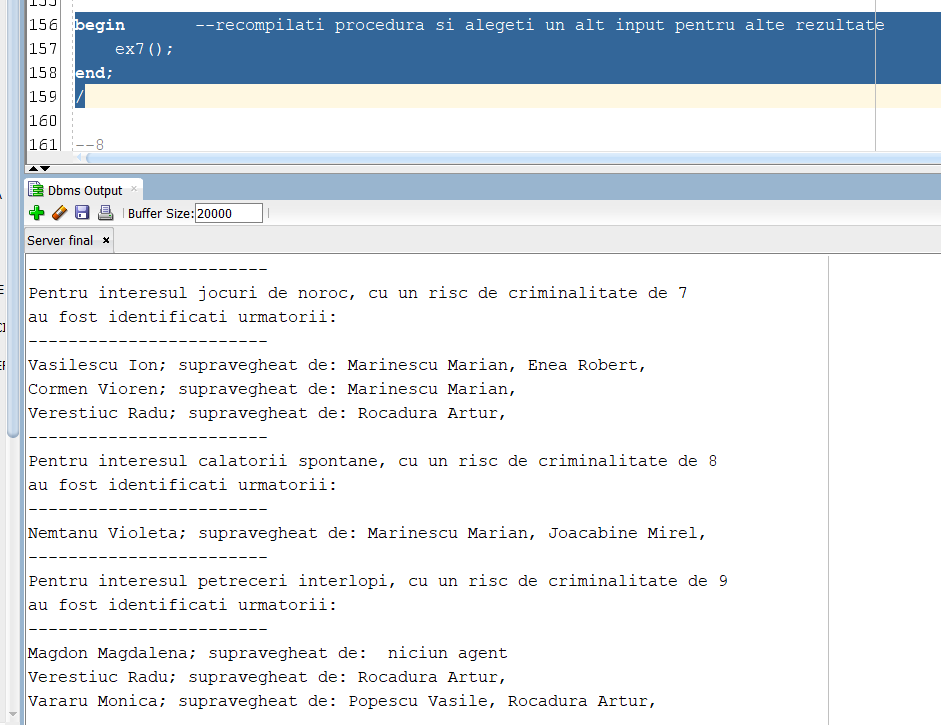 155
156 begin --recompilati procedura si alegeti un alt input pentru alte rezultate
157 ex7();
158 end;
159 /
160
161 --8
Dbms Output
Buffer Size: 20000
Server final
------------------------
Pentru interesul jocuri de noroc, cu un risc de criminalitate de 7
au fost identificati urmatorii:
------------------------
Vasilescu Ion; supravegheat de: Marinescu Marian, Enea Robert,
Cormen Vioren; supravegheat de: Marinescu Marian,
Verestiuc Radu; supravegheat de: Rocadura Artur,
------------------------
Pentru interesul calatorii spontane, cu un risc de criminalitate de 8
au fost identificati urmatorii:
------------------------
Nemtanu Violeta; supravegheat de: Marinescu Marian, Joacabine Mirel,
------------------------
Pentru interesul petreceri interlopi, cu un risc de criminalitate de 9
au fost identificati urmatorii:
------------------------
Magdon Magdalena; supravegheat de:  niciun agent
Verestiuc Radu; supravegheat de: Rocadura Artur,
Vararu Monica; supravegheat de: Popescu Vasile, Rocadura Artur,